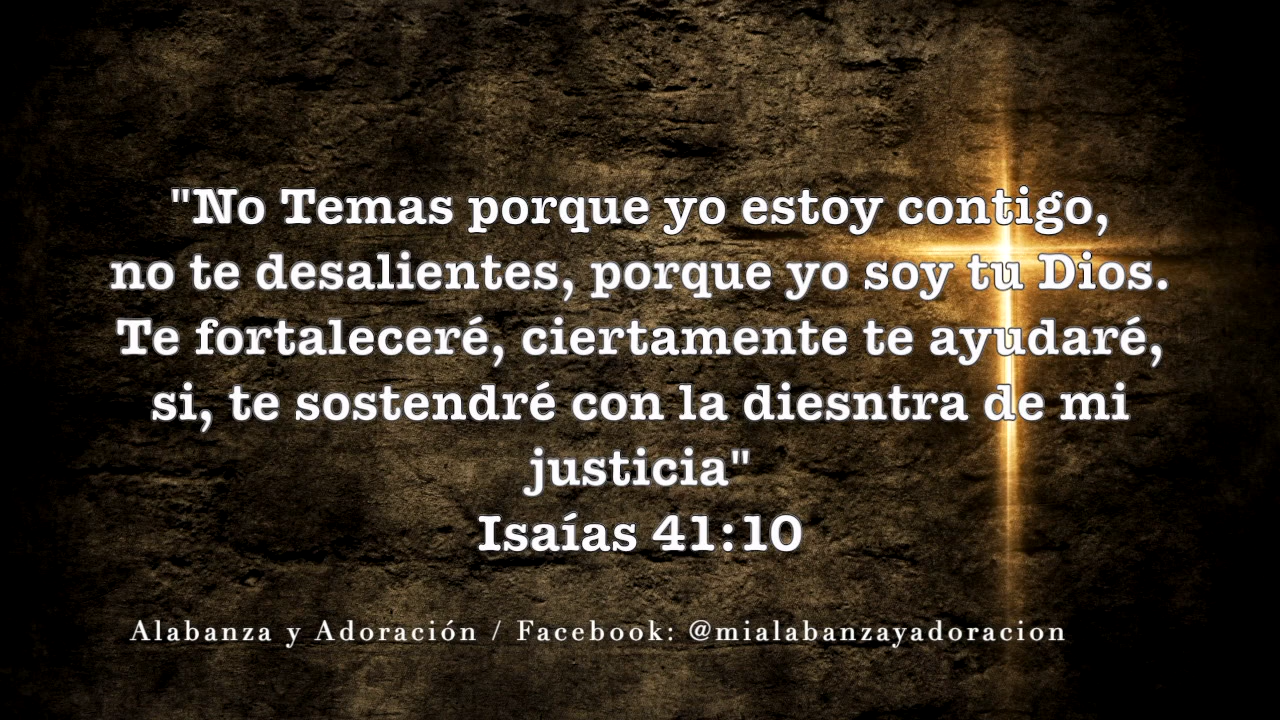 "No Temas porque yo estoy contigo,
no te desalientes, porque yo soy tu Dios.
Te fortaleceré, ciertamente te ayudaré,
si, te sostendré con la diesntra de mi
justicia"
Isaías 41:10
Alabanza y Adoración / Facebook: @mialabanzayadoracion